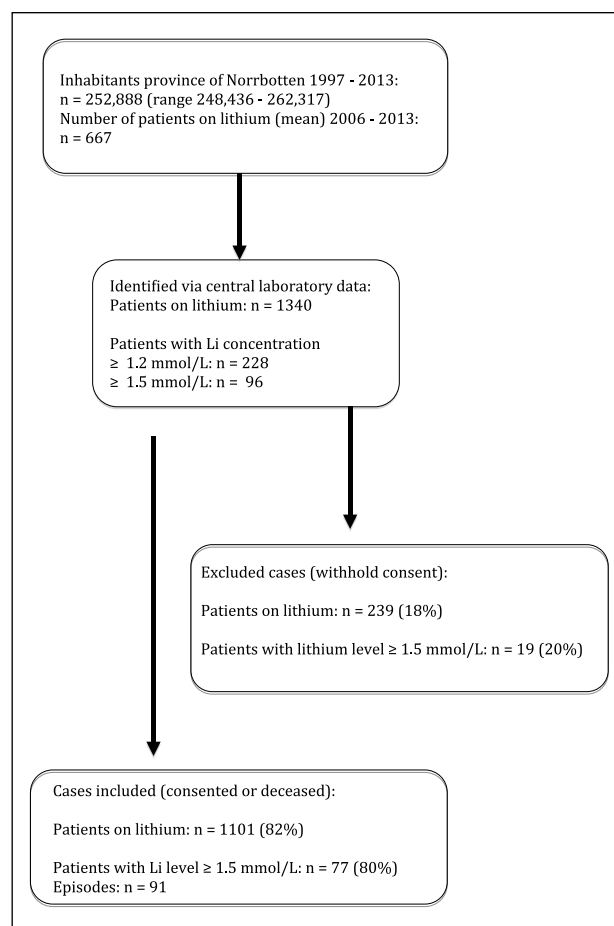 Inhabitants province of Norrbotten 1997 - 2013:
n = 252,888 (range 248,436 - 262,317)
Number of patients on lithium (mean) 2006 - 2013:
n = 667
Identified via central laboratory data:
Patients on lithium: n = 1340
Patients with Li concentration
≥ 1.2 mmol/L: n = 228
≥ 1.5 mmol/L: n = 96
Excluded cases (withhold consent):
Patients on lithium: n = 239 (18%)
Patients with lithium level ≥ 1.5 mmol/L: n = 19 (20%)
Cases included (consented or deceased):
Patients on lithium: n = 1101 (82%)
Patients with Li level ≥ 1.5 mmol/L: n = 77 (80%)
Episodes: n = 91